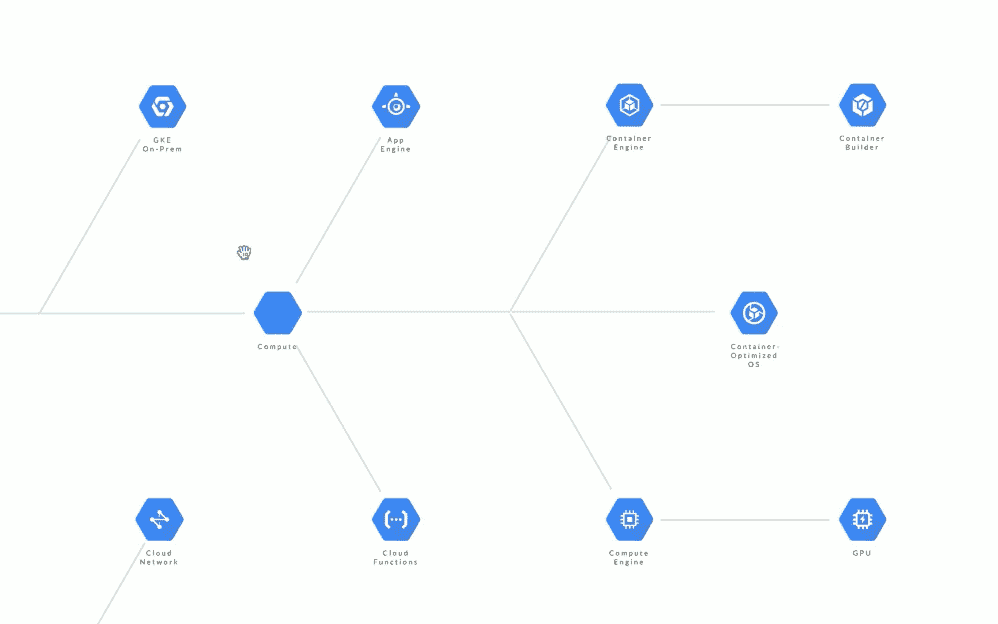 GKE
On-Prem
App
Engine
Container
Engine
Container
Builder
Compute
Container-
Optimized
OS
Cloud
Network
Cloud
Functions
Compute
Engine
GPU